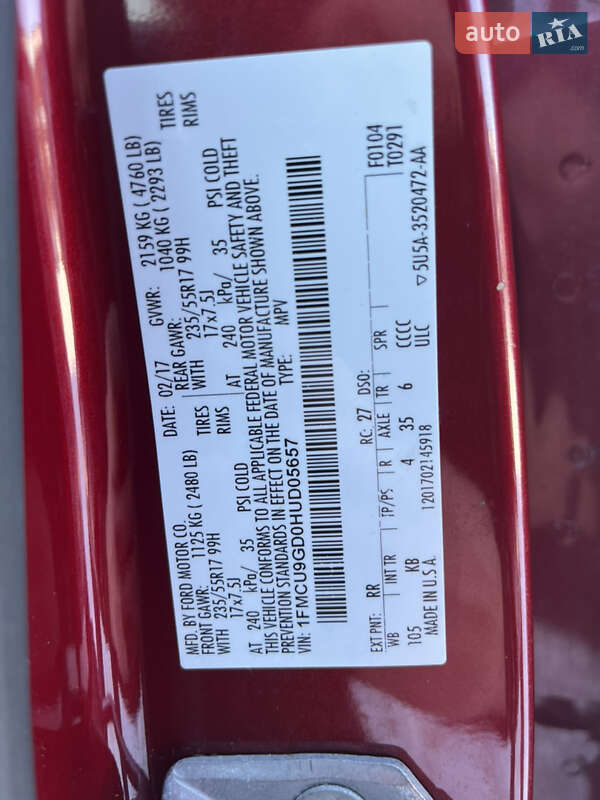 auto RIA.com
MFD. BY FORD MOTOR CO. DATE: 02/17 GVWR: 2159 KG ( 4760 LB)
FRONT GAWR: 1125 KG ( 2480 LB) REAR GAWR: 1040 KG ( 2293 LB)
WITH 235/55R17 99H TIRES WITH 235/55R17 99H TIRES
17x7.5J RIMS 17x7.5J RIMS
AT 240 kPa/ 35 PSI COLD AT 240 kPa/ 35 PSI COLD
THIS VEHICLE CONFORMS TO ALL APPLICABLE FEDERAL MOTOR VEHICLE SAFETY AND THEFT
PREVENTION STANDARDS IN EFFECT ON THE DATE OF MANUFACTURE SHOWN ABOVE.
VIN: 1FMCU9GD0HUD05657 TYPE: MPV
F0104
T0291
EXT PNT: RR RC: 27 DSO:
WB INT TR TP/PS R AXLE TR SPR
105 KB 4 35 6 CCCC
MADE IN U.S.A. 1201702145918 ULC
▽5U5A-3520472-AA